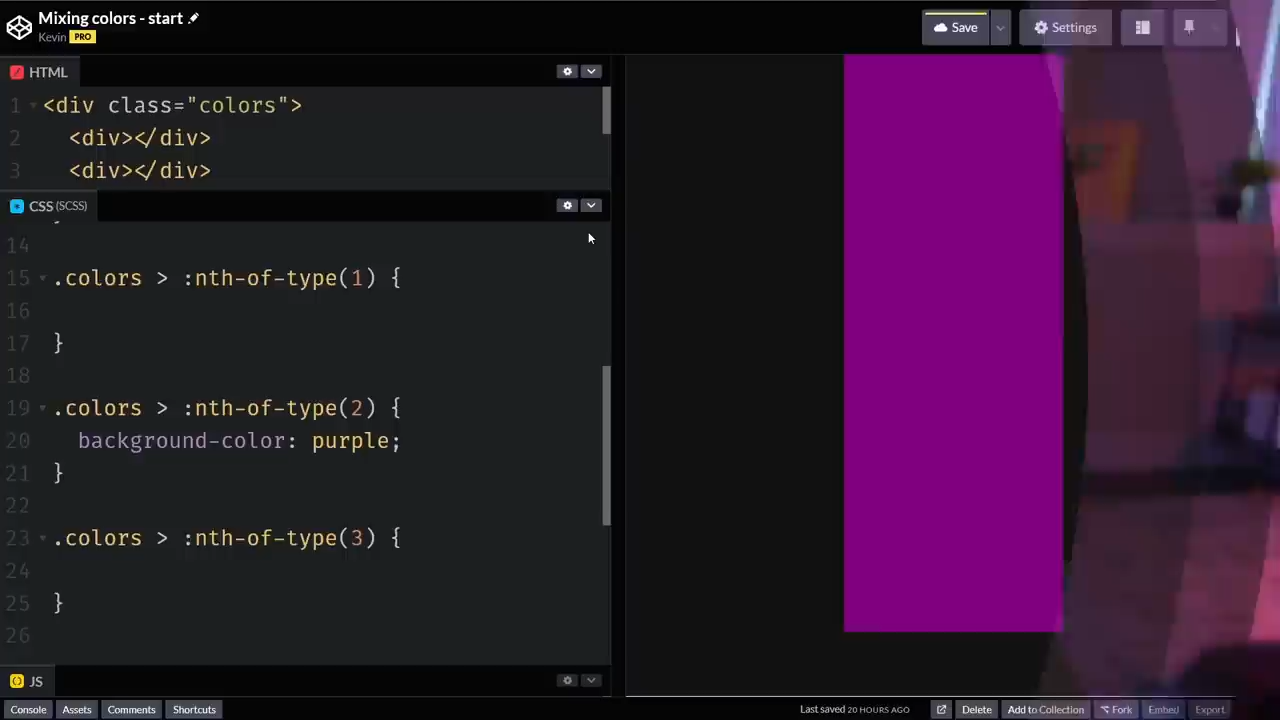 Mixing colors - start
Kevin PRO
Save
Settings
HTML
1 <div class="colors">
2 <div></div>
3 <div></div>
CSS (SCSS)
14
15 .colors > :nth-of-type(1) {
16
17 }
18
19 .colors > :nth-of-type(2) {
20 background-color: purple;
21 }
22
23 .colors > :nth-of-type(3) {
24
25 }
26
JS
Console Assets Comments Shortcuts Last saved 20 HOURS AGO Delete Add to Collection Fork Embed Export